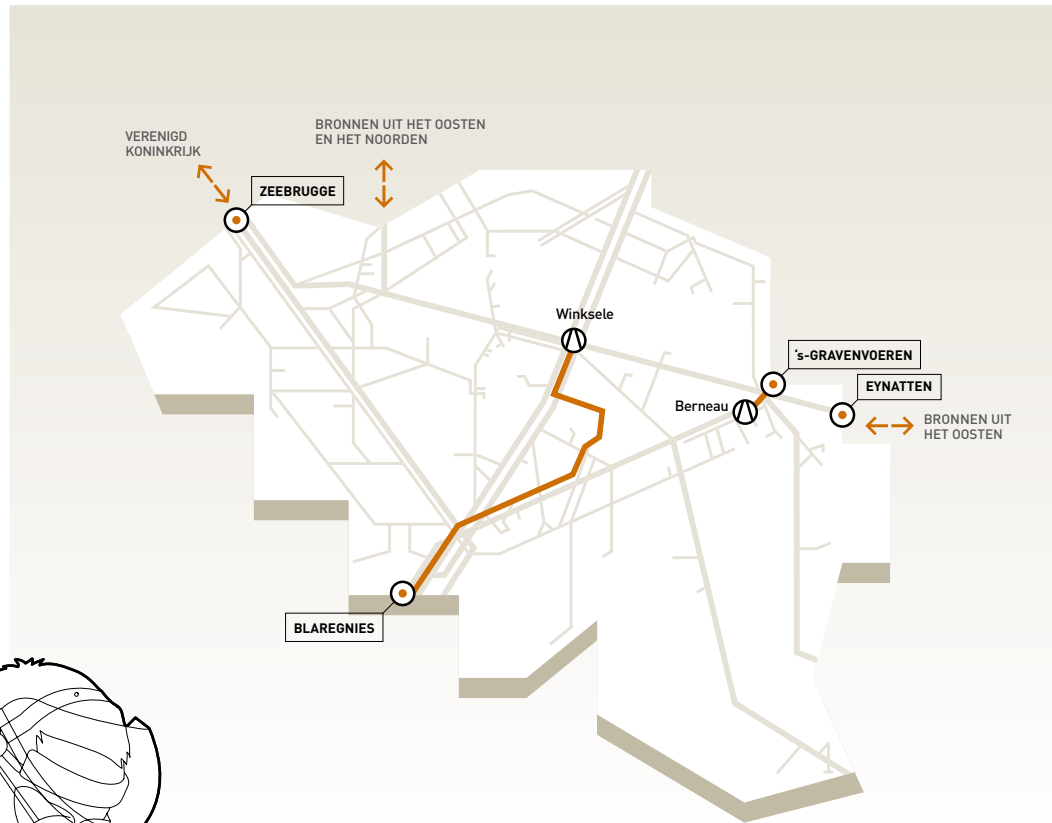 VERENIGD
KONINKRIJK
BRONNEN UIT HET OOSTEN
EN HET NOORDEN
ZEEBRUGGE
Winksele
's-GRAVENVOEREN
EYNATTEN
Berneau
BRONNEN UIT
HET OOSTEN
BLAREGNIES